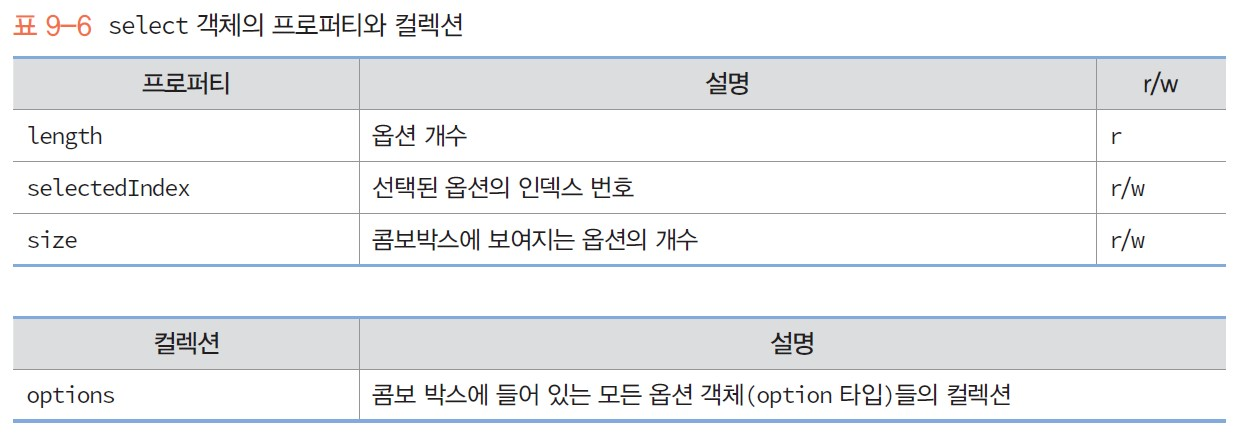 표 9-6 select 객체의 프로퍼티와 컬렉션
프로퍼티 설명 r/w
length 옵션 개수 r
selectedIndex 선택된 옵션의 인덱스 번호 r/w
size 콤보박스에 보여지는 옵션의 개수 r/w
컬렉션 설명
options 콤보 박스에 들어 있는 모든 옵션 객체(option 타입)들의 컬렉션